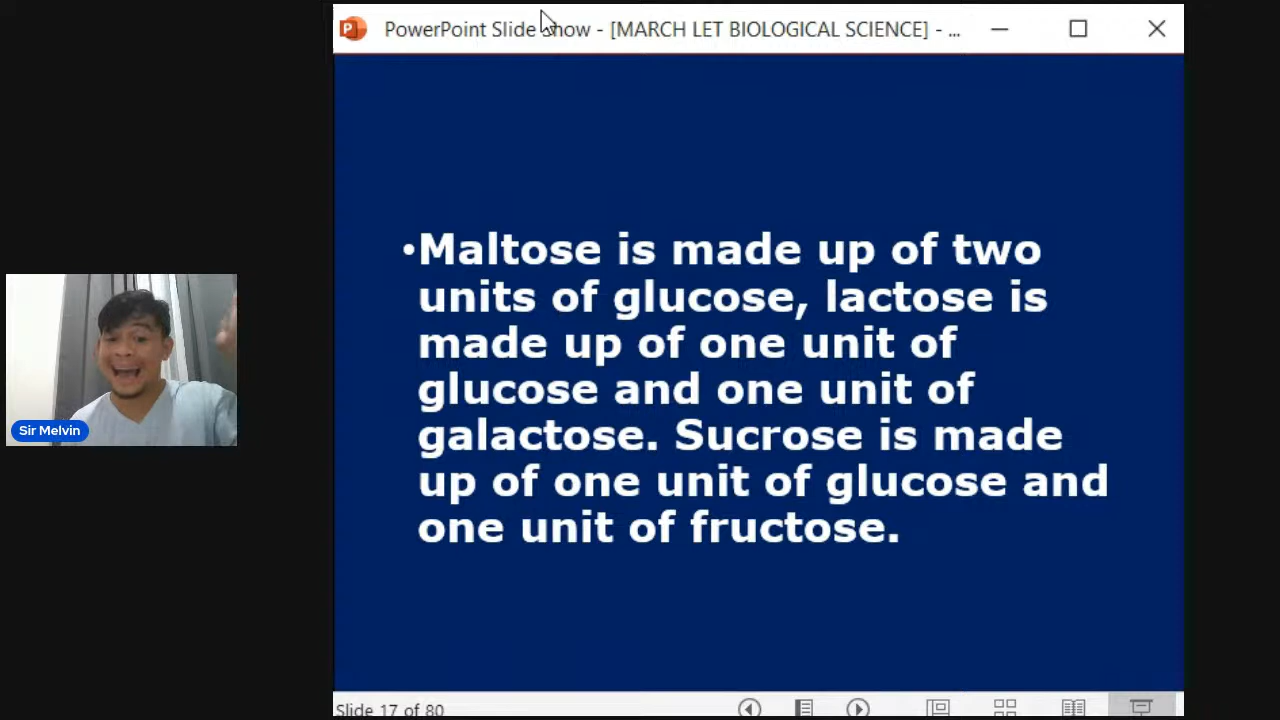 PowerPoint Slide Show - [MARCH LET BIOLOGICAL SCIENCE] - ...
•Maltose is made up of two
units of glucose, lactose is
made up of one unit of
glucose and one unit of
galactose. Sucrose is made
up of one unit of glucose and
one unit of fructose.
Sir Melvin
Slide 17 of 80